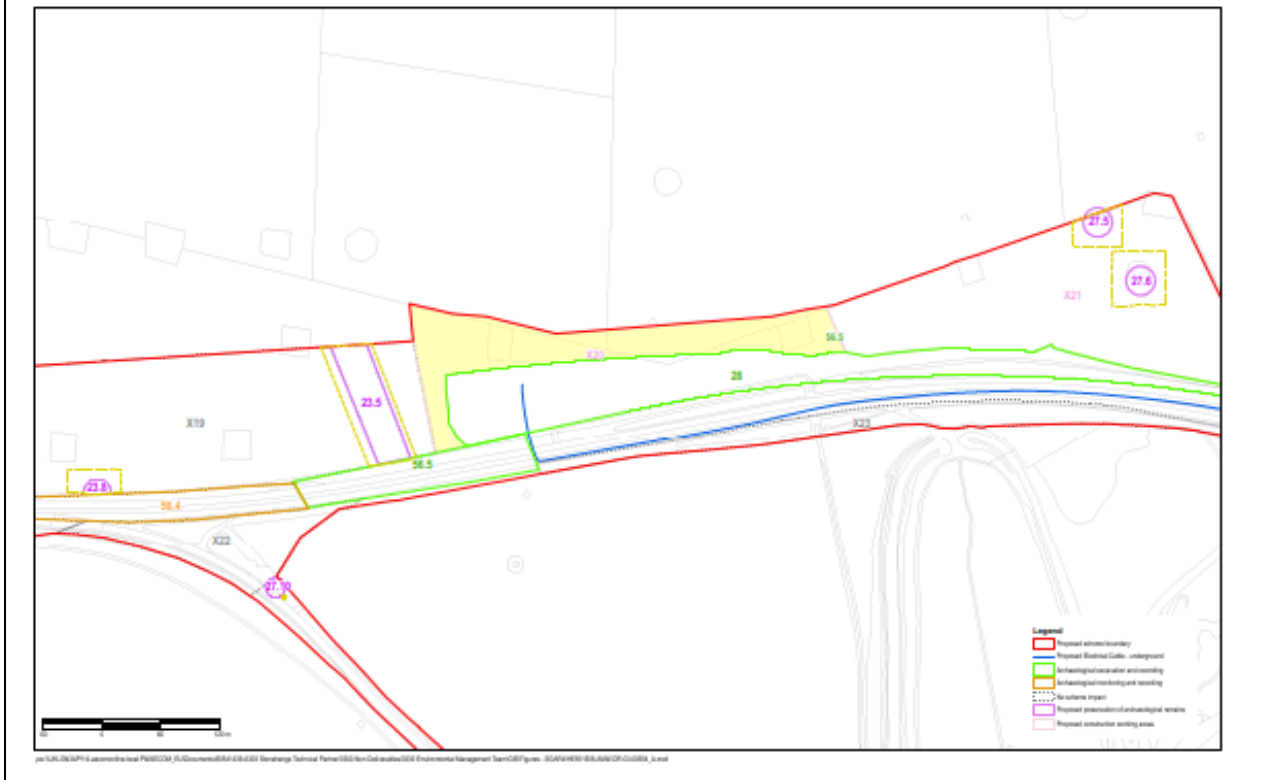 27.5
27.6
X21
56.5
X20
28
23.5
X19
X23
56.5
23.8
56.4
X22
27.10
Legend
Proposed scheme boundary
Proposed Electrical Cable - underground
Archaeological excavation and recording
Archaeological monitoring and recording
No scheme impact
Proposed preservation of archaeological remains
Proposed construction working areas